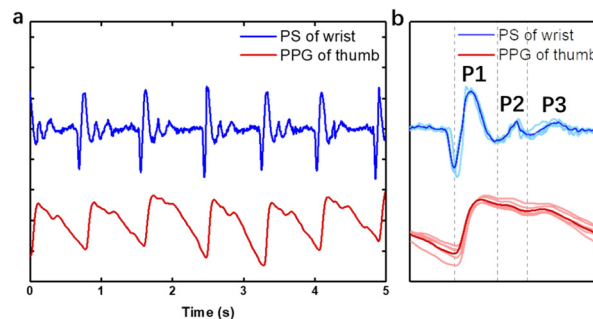 a
PS of wrist
PPG of thumb
0 1 2 3 4 5
Time (s)
b
PS of wrist
PPG of thumb
P1
P2
P3